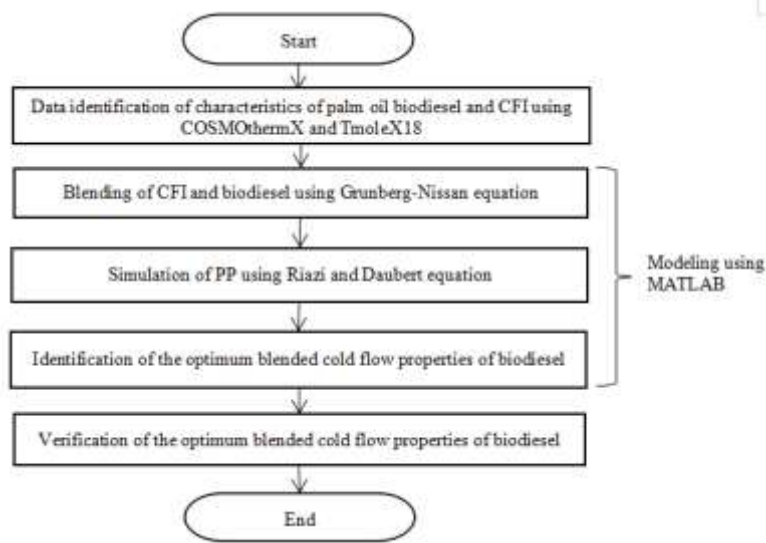 Start
Data identification of characteristics of palm oil biodiesel and CFI using
COSMOthermX and TmoleX18
Blending of CFI and biodiesel using Grunberg-Nissan equation
Simulation of PP using Riazi and Daubert equation
Modeling using
MATLAB
Identification of the optimum blended cold flow properties of biodiesel
Verification of the optimum blended cold flow properties of biodiesel
End